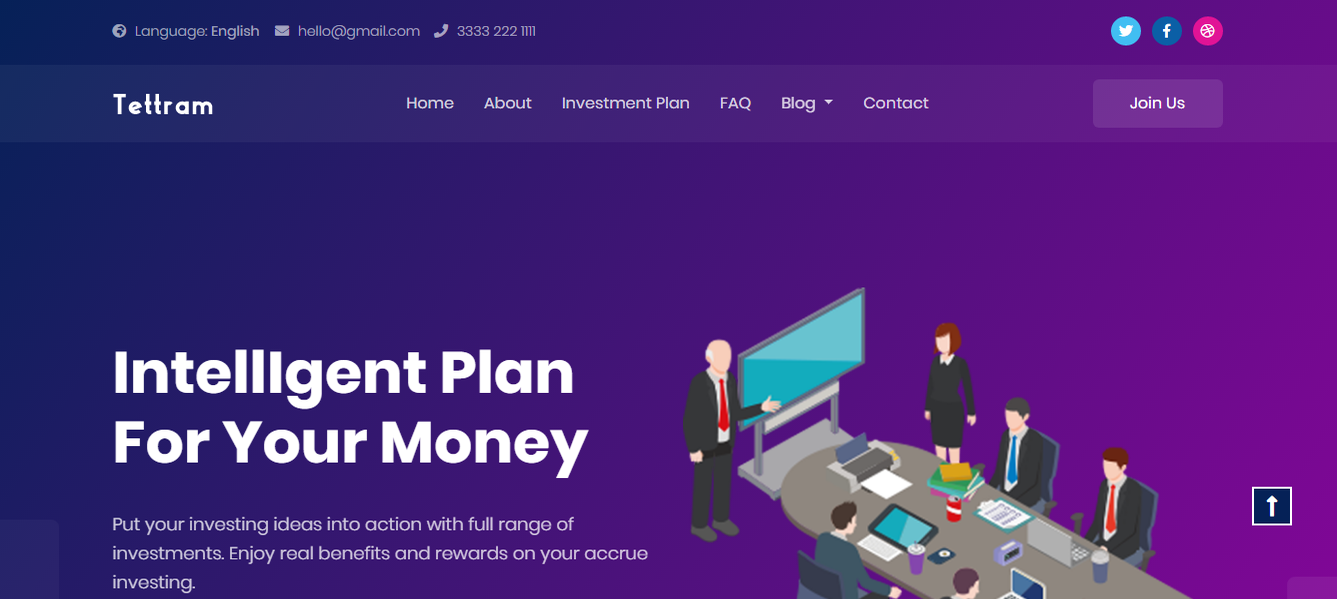 Language: English hello@gmail.com 3333 222 1111
Tettram
Home About Investment Plan FAQ Blog Contact
Join Us
IntellIgent Plan
For Your Money
Put your investing ideas into action with full range of
investments. Enjoy real benefits and rewards on your accrue
investing.